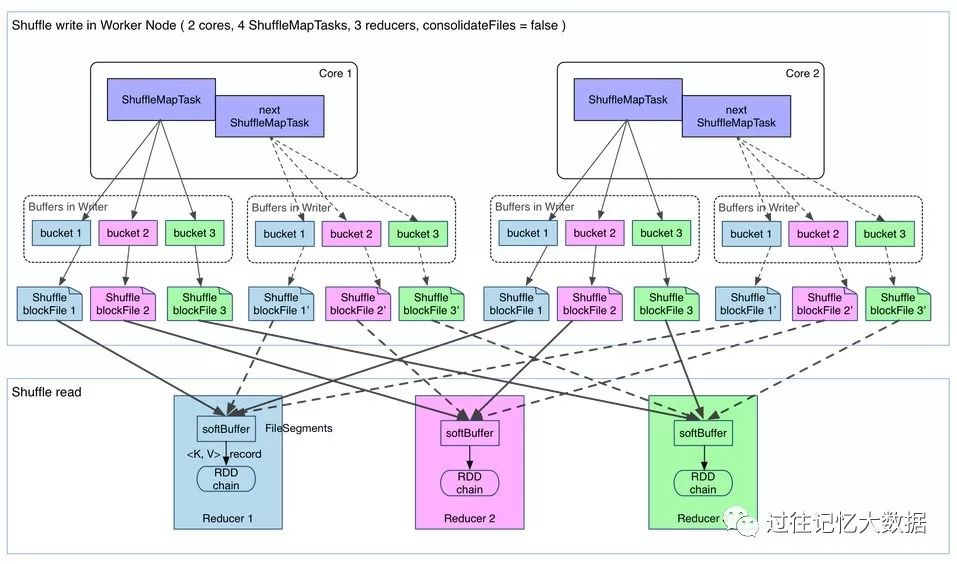 Shuffle write in Worker Node ( 2 cores, 4 ShuffleMapTasks, 3 reducers, consolidateFiles = false )
Core 1
ShuffleMapTask
next
ShuffleMapTask
Core 2
ShuffleMapTask
next
ShuffleMapTask
Buffers in Writer
bucket 1
bucket 2
bucket 3
Buffers in Writer
bucket 1
bucket 2
bucket 3
Buffers in Writer
bucket 1
bucket 2
bucket 3
Buffers in Writer
bucket 1
bucket 2
bucket 3
Shuffle
blockFile 1
Shuffle
blockFile 2
Shuffle
blockFile 3
Shuffle
blockFile 1'
Shuffle
blockFile 2'
Shuffle
blockFile 3'
Shuffle
blockFile 1
Shuffle
blockFile 2
Shuffle
blockFile 3
Shuffle
blockFile 1'
Shuffle
blockFile 2'
Shuffle
blockFile 3'
Shuffle read
softBuffer
FileSegments
<K, V> record
RDD
chain
Reducer 1
softBuffer
RDD
chain
Reducer 2
softBuffer
RDD
chain
Reducer
过往记忆大数据